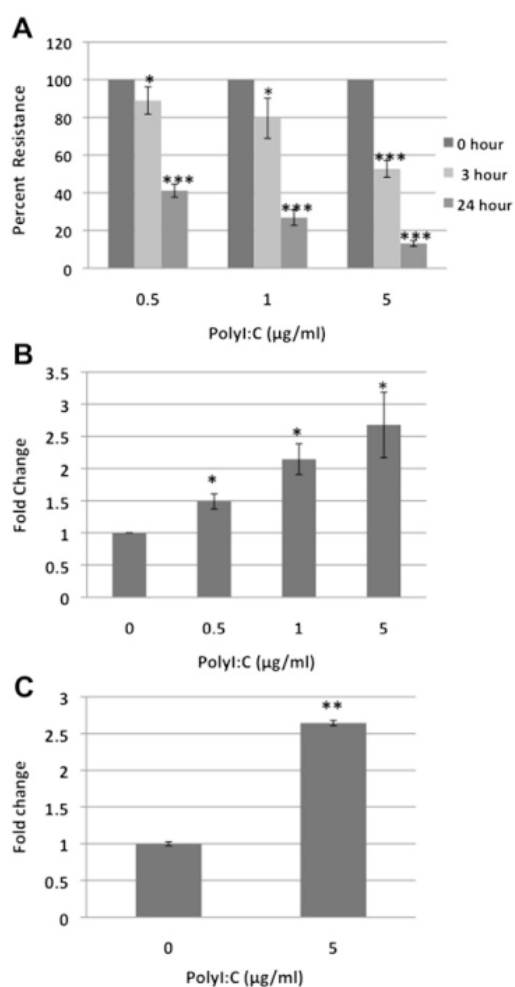 A
120
100
80
60
40
20
0
Percent Resistance
* *** * *** *** ***
0 hour
3 hour
24 hour
0.5 1 5
PolyI:C (µg/ml)
B
3.5
3
2.5
2
1.5
1
0.5
0
Fold Change
* * *
0 0.5 1 5
PolyI:C (µg/ml)
C
3
2.5
2
1.5
1
0.5
0
Fold change
**
0 5
PolyI:C (µg/ml)